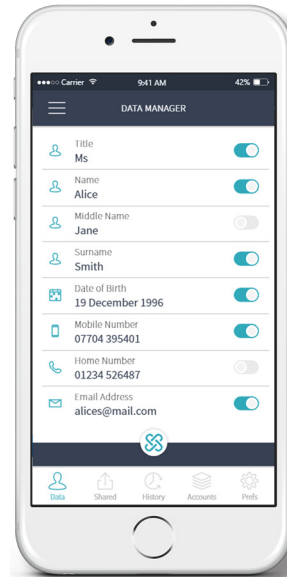 Carrier 9:41 AM 42%
DATA MANAGER
Title
Ms
Name
Alice
Middle Name
Jane
Surname
Smith
Date of Birth
19 December 1996
Mobile Number
07704 395401
Home Number
01234 526487
Email Address
alices@mail.com
Data Shared History Accounts Prefs